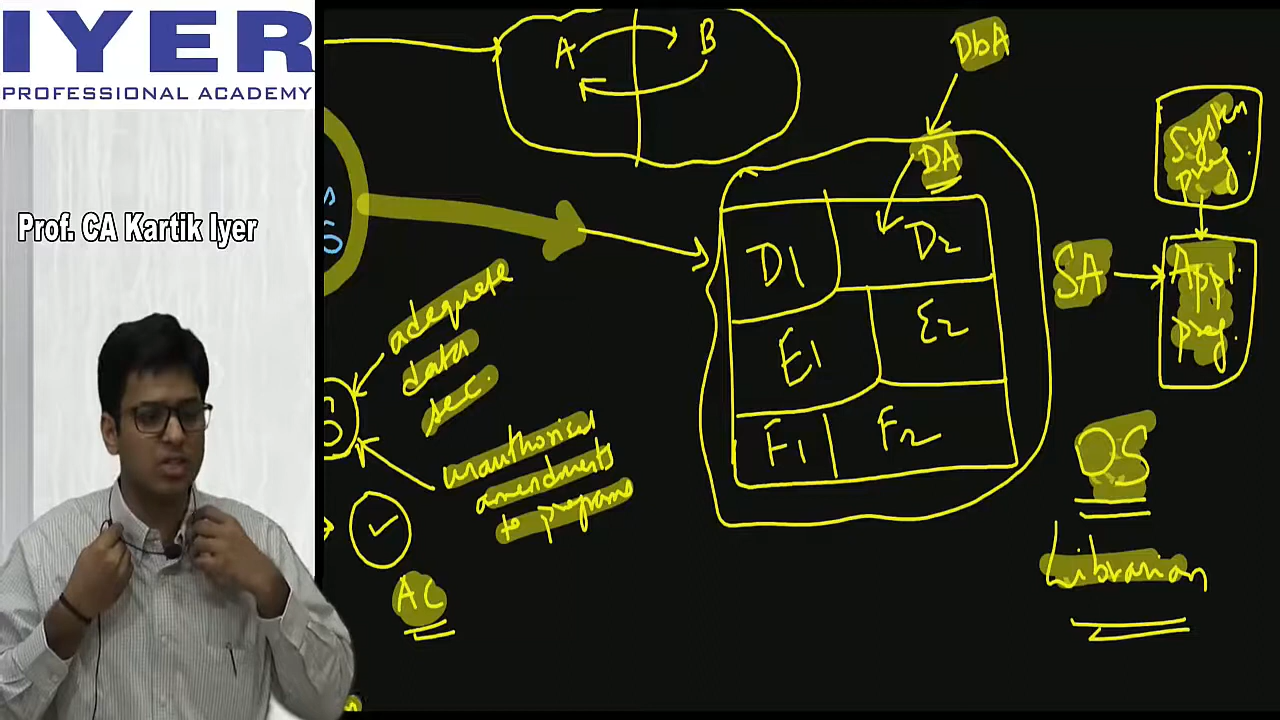 IYER
PROFESSIONAL ACADEMY
Prof. CA Kartik Iyer
A
B
DbA
DA
D1
D2
E1
E2
F1
F2
System
prog.
SA
Appl.
prog.
adequate
data
sec.
unauthorised
amendments
to programs
AC
OS
Librarian